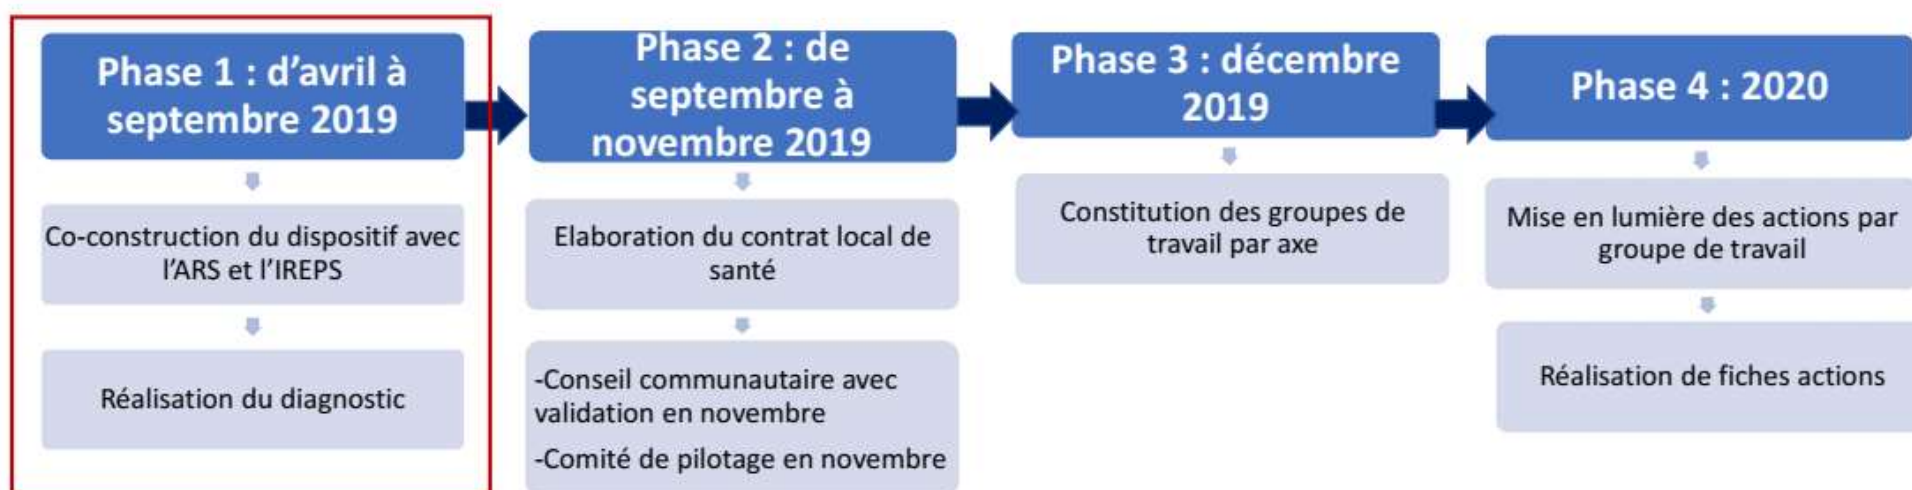 Phase 1 : d’avril à
septembre 2019
Co-construction du dispositif avec
l’ARS et l’IREPS
Réalisation du diagnostic
Phase 2 : de
septembre à
novembre 2019
Elaboration du contrat local de
santé
-Conseil communautaire avec
validation en novembre
-Comité de pilotage en novembre
Phase 3 : décembre
2019
Constitution des groupes de
travail par axe
Phase 4 : 2020
Mise en lumière des actions par
groupe de travail
Réalisation de fiches actions